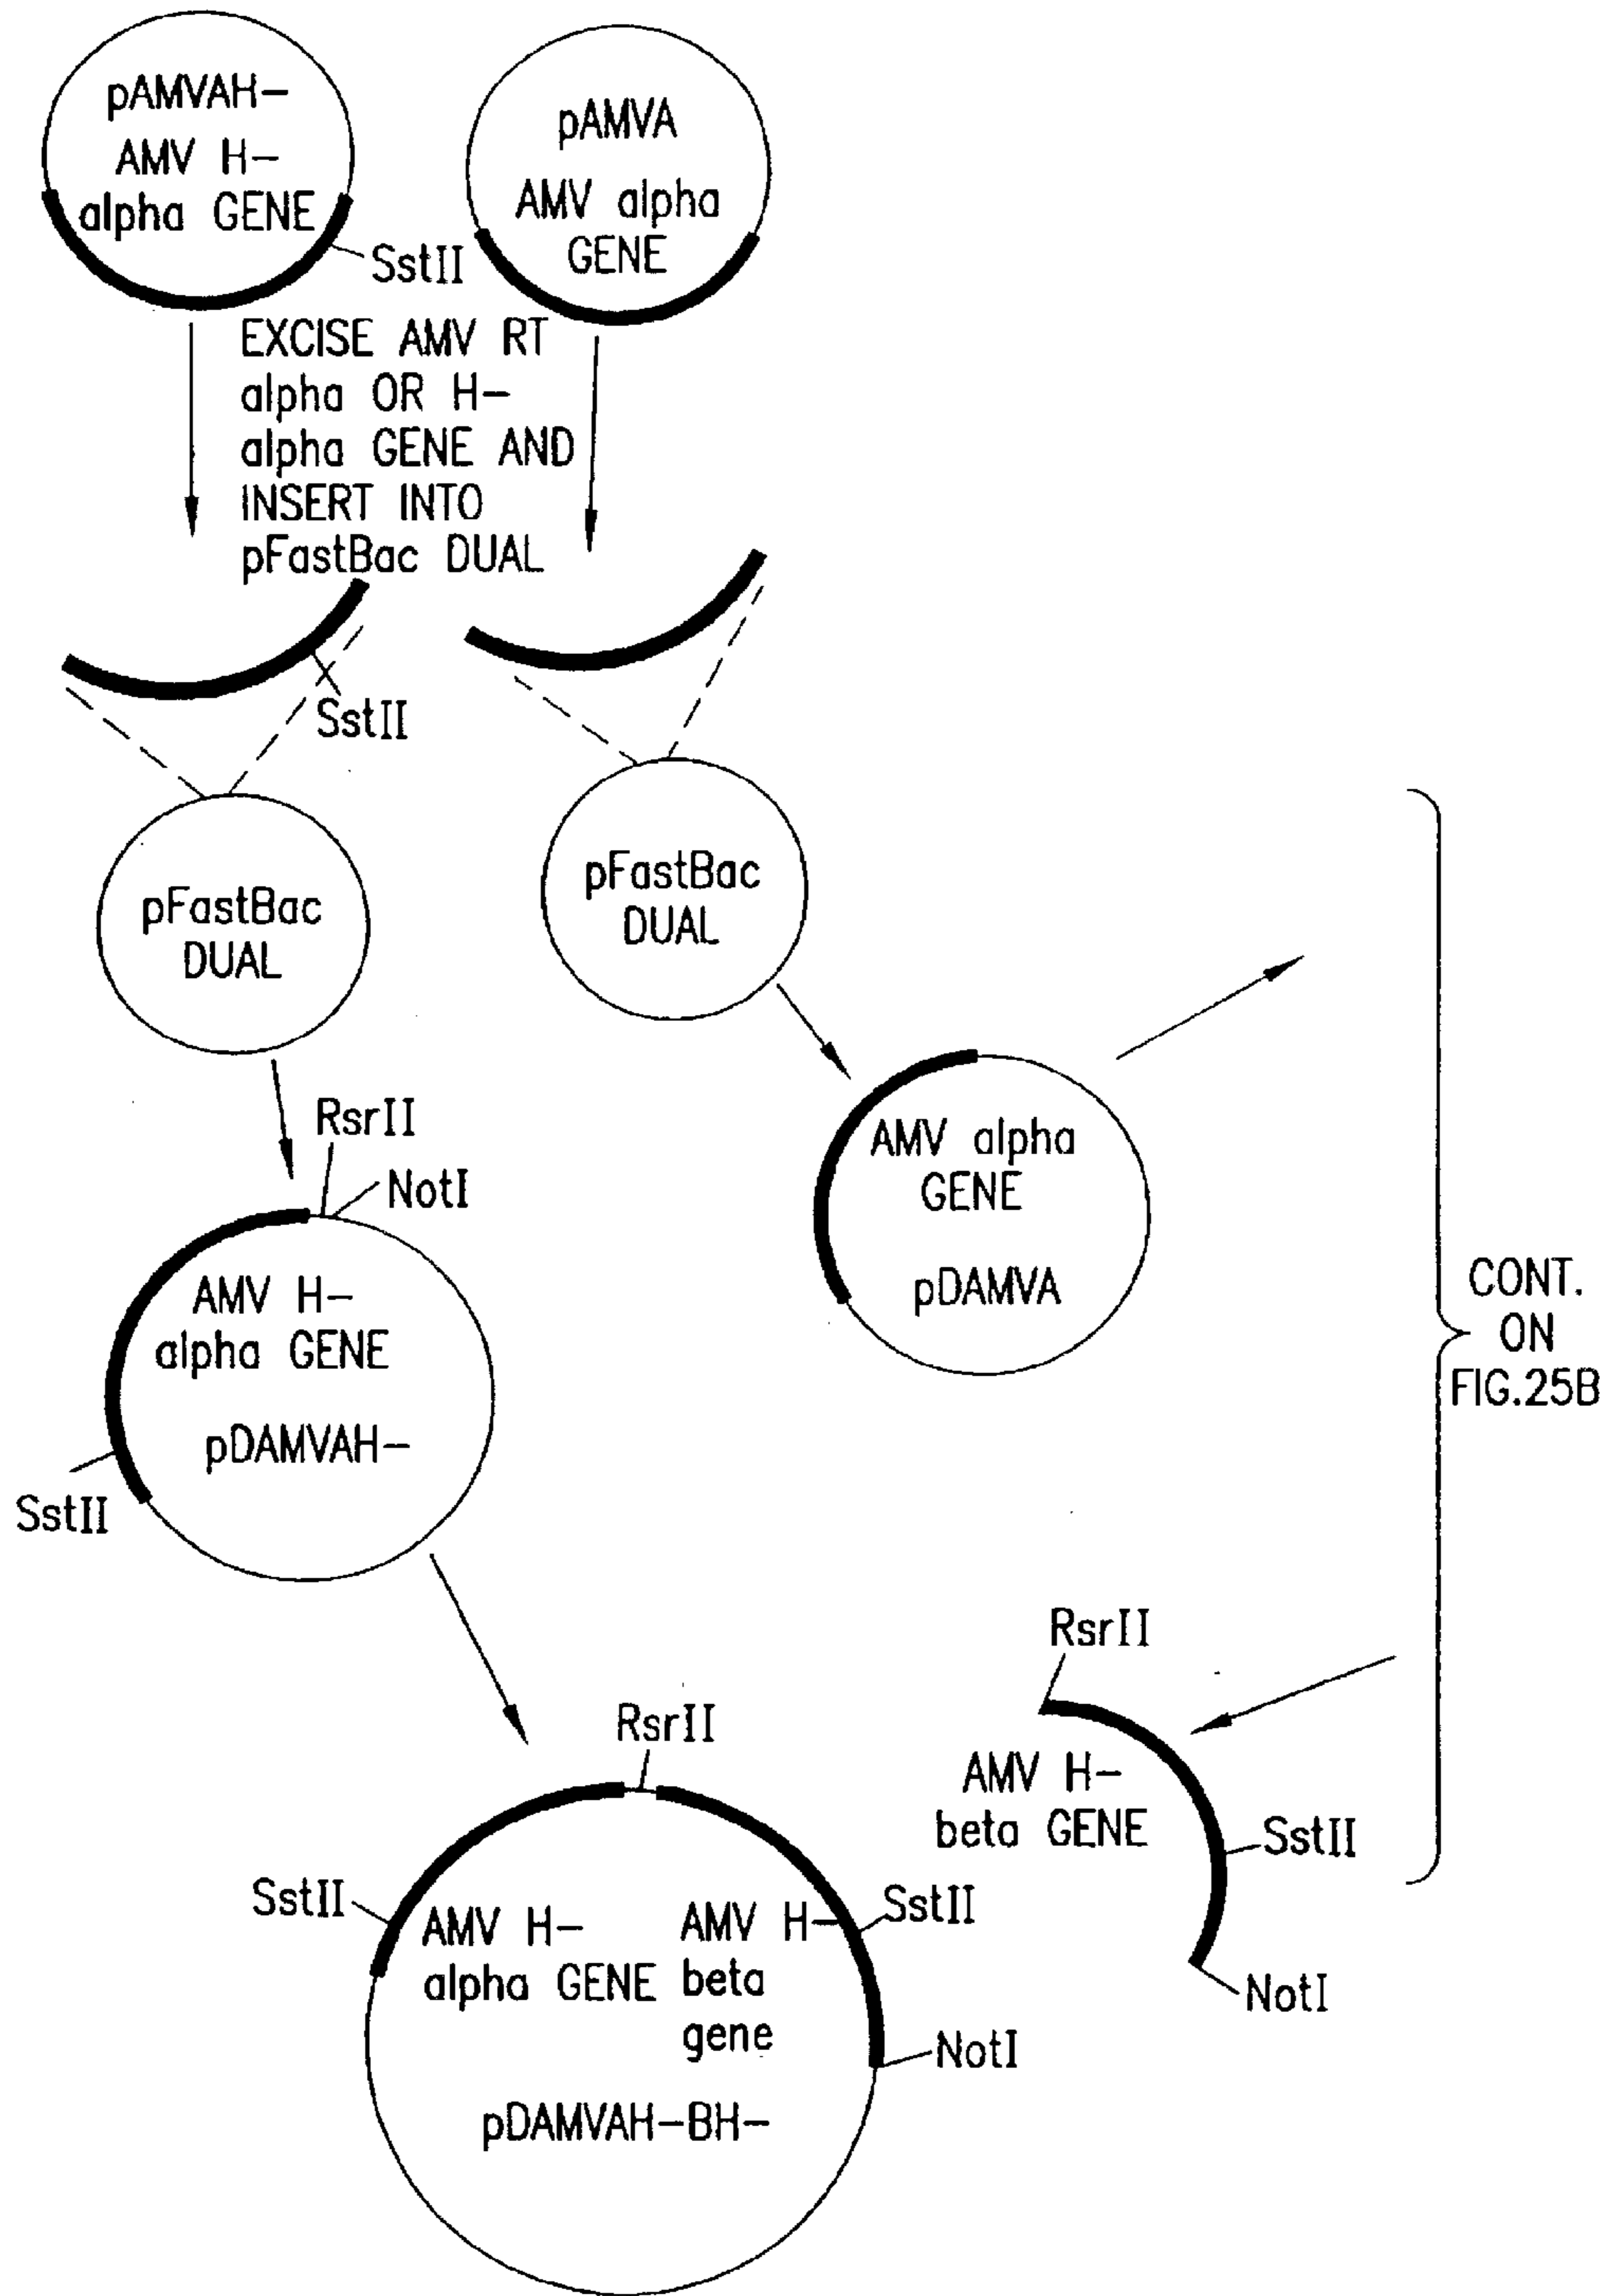 pAMVAH-
AMV H-
alpha GENE
SstII
pAMVA
AMV alpha
GENE
EXCISE AMV RT
alpha OR H-
alpha GENE AND
INSERT INTO
pFastBac DUAL
SstII
pFastBac
DUAL
pFastBac
DUAL
RsrII
NotI
AMV H-
alpha GENE
pDAMVAH-
SstII
AMV alpha
GENE
pDAMVA
CONT.
ON
FIG.25B
RsrII
AMV H-
beta GENE
SstII
NotI
RsrII
SstII
AMV H-
alpha GENE
AMV H-
beta
gene
SstII
NotI
pDAMVAH-BH-